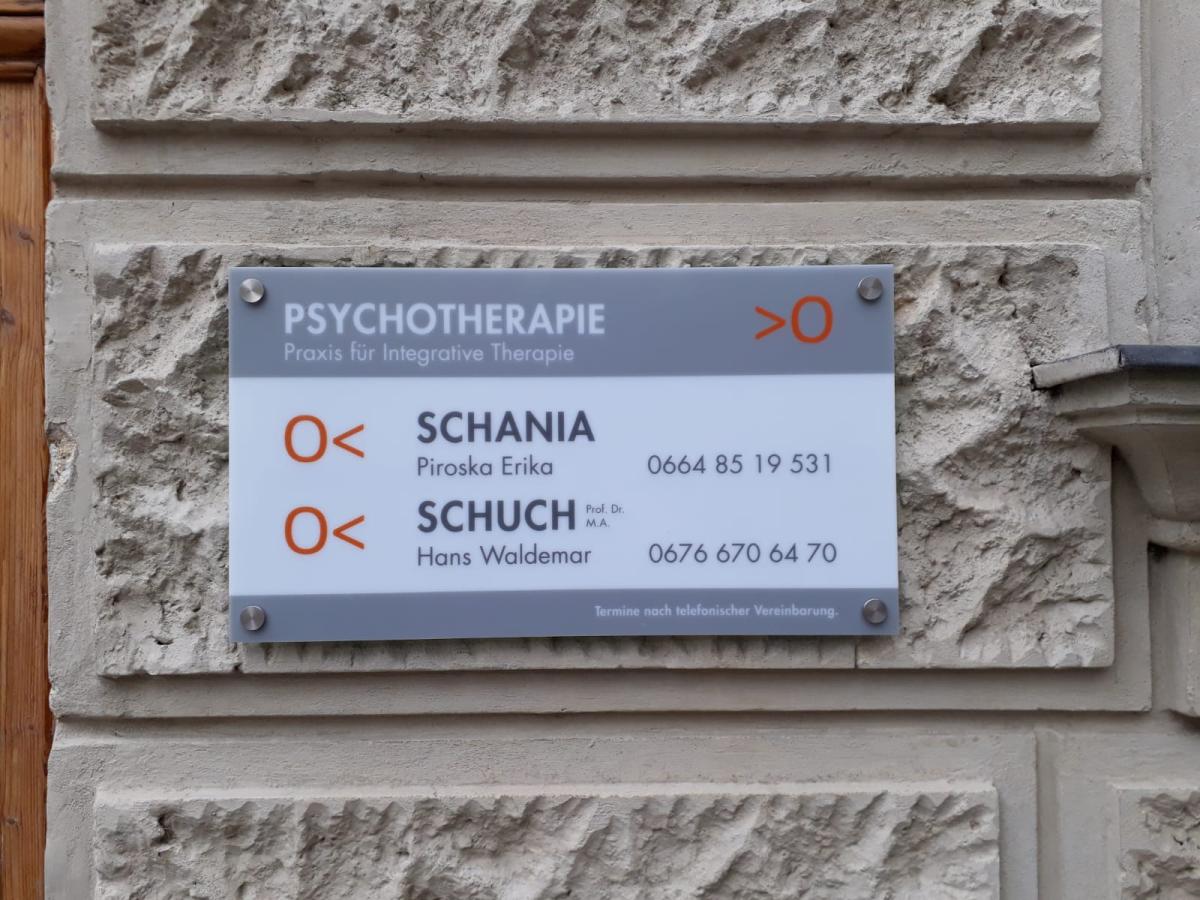 PSYCHOTHERAPIE >O
Praxis für Integrative Therapie
O< SCHANIA
Piroska Erika 0664 85 19 531
O< SCHUCH Prof. Dr.
M.A.
Hans Waldemar 0676 670 64 70
Termine nach telefonischer Vereinbarung.